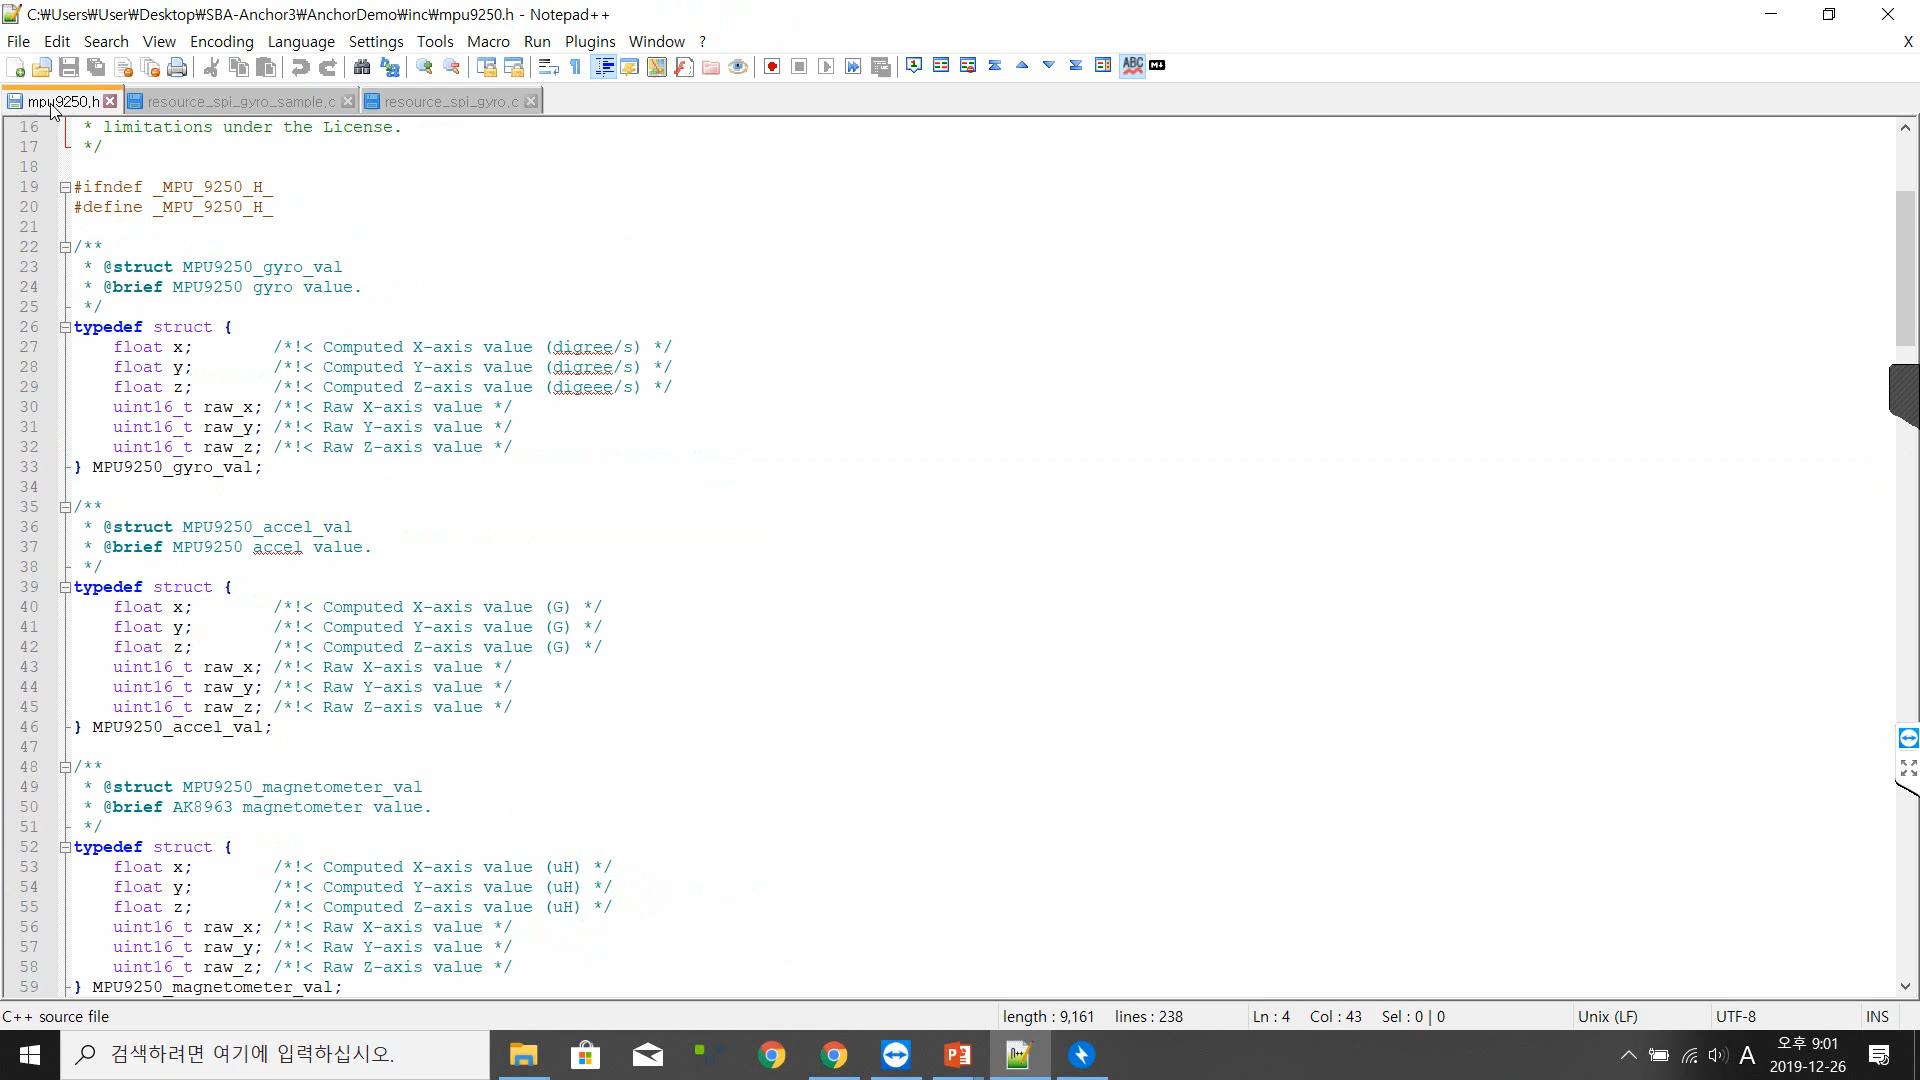 C:₩Users₩User₩Desktop₩SBA-Anchor3₩AnchorDemo₩inc₩mpu9250.h - Notepad++
File Edit Search View Encoding Language Settings Tools Macro Run Plugins Window ? X
mpu9250.h resource_spi_gyro_sample.c resource_spi_gyro.c
16 * limitations under the License.
17 */
18
19 #ifndef _MPU_9250_H_
20 #define _MPU_9250_H_
21
22 /**
23 * @struct MPU9250_gyro_val
24 * @brief MPU9250 gyro value.
25 */
26 typedef struct {
27 float x; /*!< Computed X-axis value (digree/s) */
28 float y; /*!< Computed Y-axis value (digree/s) */
29 float z; /*!< Computed Z-axis value (digeee/s) */
30 uint16_t raw_x; /*!< Raw X-axis value */
31 uint16_t raw_y; /*!< Raw Y-axis value */
32 uint16_t raw_z; /*!< Raw Z-axis value */
33 } MPU9250_gyro_val;
34
35 /**
36 * @struct MPU9250_accel_val
37 * @brief MPU9250 accel value.
38 */
39 typedef struct {
40 float x; /*!< Computed X-axis value (G) */
41 float y; /*!< Computed Y-axis value (G) */
42 float z; /*!< Computed Z-axis value (G) */
43 uint16_t raw_x; /*!< Raw X-axis value */
44 uint16_t raw_y; /*!< Raw Y-axis value */
45 uint16_t raw_z; /*!< Raw Z-axis value */
46 } MPU9250_accel_val;
47
48 /**
49 * @struct MPU9250_magnetometer_val
50 * @brief AK8963 magnetometer value.
51 */
52 typedef struct {
53 float x; /*!< Computed X-axis value (uH) */
54 float y; /*!< Computed Y-axis value (uH) */
55 float z; /*!< Computed Z-axis value (uH) */
56 uint16_t raw_x; /*!< Raw X-axis value */
57 uint16_t raw_y; /*!< Raw Y-axis value */
58 uint16_t raw_z; /*!< Raw Z-axis value */
59 } MPU9250_magnetometer_val;
C++ source file length : 9,161 lines : 238 Ln : 4 Col : 43 Sel : 0 | 0 Unix (LF) UTF-8 INS
검색하려면 여기에 입력하십시오. A 오후 9:01
2019-12-26